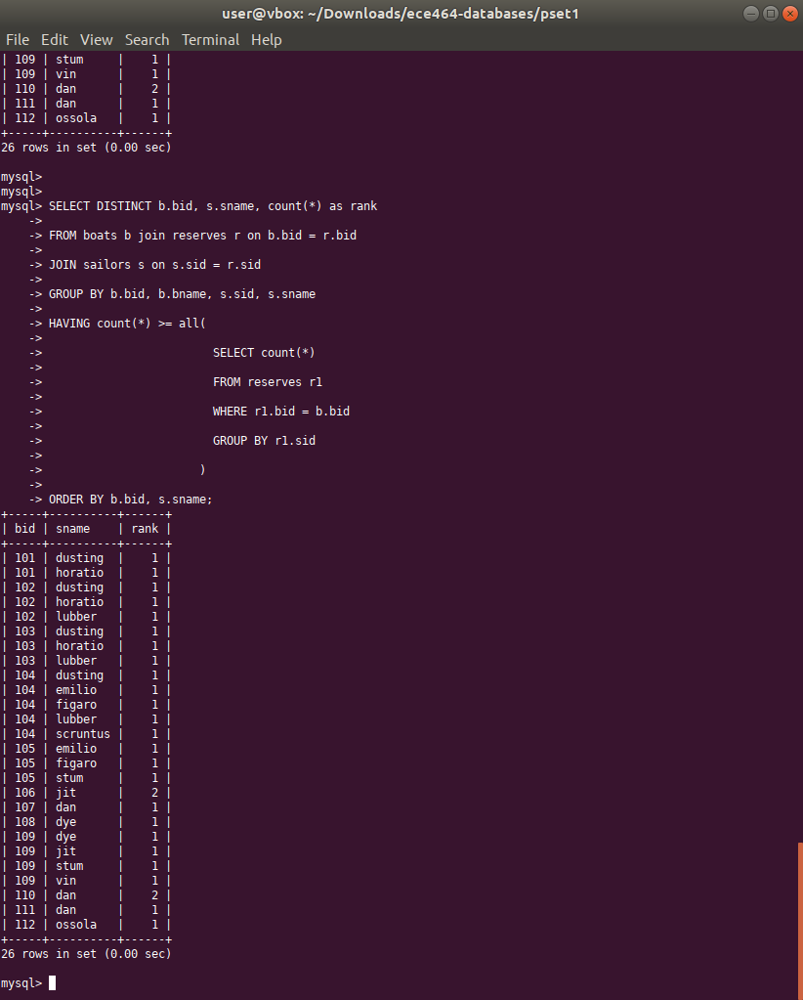 user@vbox: ~/Downloads/ece464-databases/pset1
File Edit View Search Terminal Help
| 109 | stum     |    1 |
| 109 | vin      |    1 |
| 110 | dan      |    2 |
| 111 | dan      |    1 |
| 112 | ossola   |    1 |
+-----+----------+------+
26 rows in set (0.00 sec)

mysql>
mysql>
mysql> SELECT DISTINCT b.bid, s.sname, count(*) as rank
    ->
    -> FROM boats b join reserves r on b.bid = r.bid
    ->
    -> JOIN sailors s on s.sid = r.sid
    ->
    -> GROUP BY b.bid, b.bname, s.sid, s.sname
    ->
    -> HAVING count(*) >= all(
    ->
    ->                         SELECT count(*)
    ->
    ->                         FROM reserves r1
    ->
    ->                         WHERE r1.bid = b.bid
    ->
    ->                         GROUP BY r1.sid
    ->
    ->                       )
    ->
    -> ORDER BY b.bid, s.sname;
+-----+----------+------+
| bid | sname    | rank |
+-----+----------+------+
| 101 | dusting  |    1 |
| 101 | horatio  |    1 |
| 102 | dusting  |    1 |
| 102 | horatio  |    1 |
| 102 | lubber   |    1 |
| 103 | dusting  |    1 |
| 103 | horatio  |    1 |
| 103 | lubber   |    1 |
| 104 | dusting  |    1 |
| 104 | emilio   |    1 |
| 104 | figaro   |    1 |
| 104 | lubber   |    1 |
| 104 | scruntus |    1 |
| 105 | emilio   |    1 |
| 105 | figaro   |    1 |
| 105 | stum     |    1 |
| 106 | jit      |    2 |
| 107 | dan      |    1 |
| 108 | dye      |    1 |
| 109 | dye      |    1 |
| 109 | jit      |    1 |
| 109 | stum     |    1 |
| 109 | vin      |    1 |
| 110 | dan      |    2 |
| 111 | dan      |    1 |
| 112 | ossola   |    1 |
+-----+----------+------+
26 rows in set (0.00 sec)

mysql>